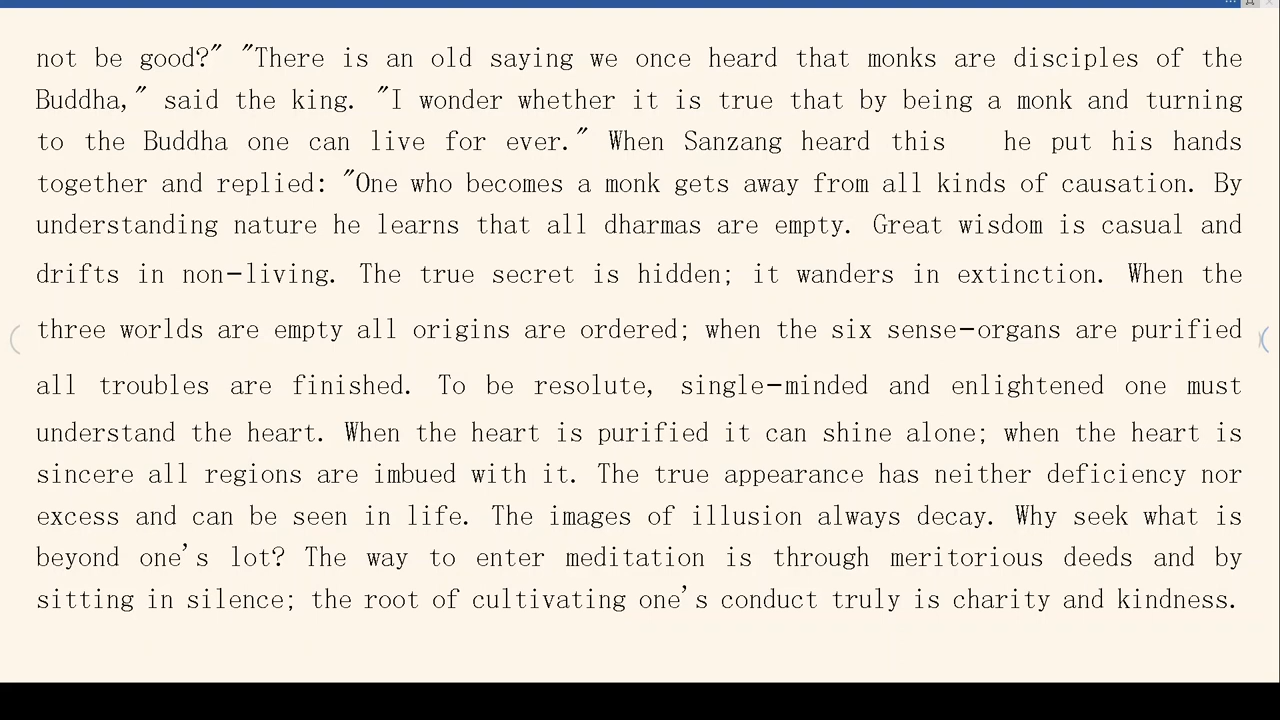 not be good?" "There is an old saying we once heard that monks are disciples of the
Buddha," said the king. "I wonder whether it is true that by being a monk and turning
to the Buddha one can live for ever." When Sanzang heard this he put his hands
together and replied: "One who becomes a monk gets away from all kinds of causation. By
understanding nature he learns that all dharmas are empty. Great wisdom is casual and
drifts in non-living. The true secret is hidden; it wanders in extinction. When the
three worlds are empty all origins are ordered; when the six sense-organs are purified
all troubles are finished. To be resolute, single-minded and enlightened one must
understand the heart. When the heart is purified it can shine alone; when the heart is
sincere all regions are imbued with it. The true appearance has neither deficiency nor
excess and can be seen in life. The images of illusion always decay. Why seek what is
beyond one's lot? The way to enter meditation is through meritorious deeds and by
sitting in silence; the root of cultivating one's conduct truly is charity and kindness.